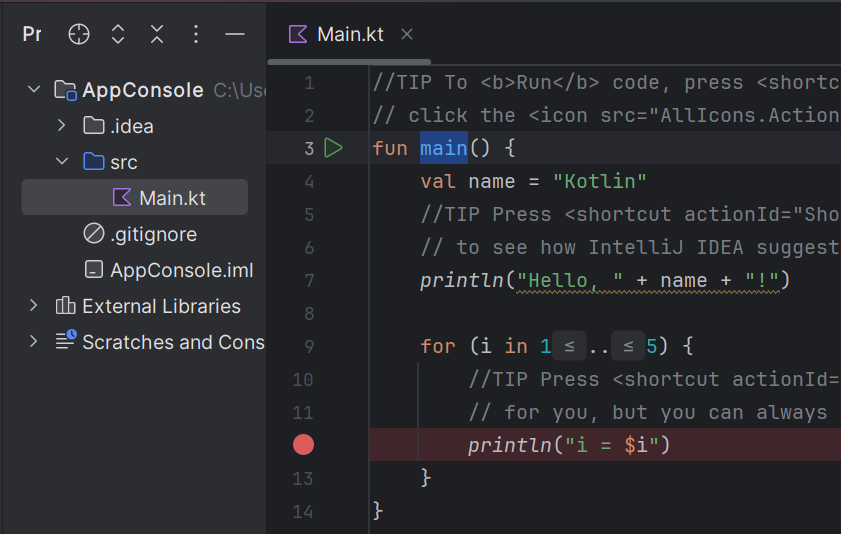 Pr
AppConsole C:\Use
.idea
src
Main.kt
.gitignore
AppConsole.iml
External Libraries
Scratches and Cons
Main.kt
1 //TIP To <b>Run</b> code, press <shortc
2 // click the <icon src="AllIcons.Action
3 fun main() {
4 val name = "Kotlin"
5 //TIP Press <shortcut actionId="Sho
6 // to see how IntelliJ IDEA suggest
7 println("Hello, " + name + "!")
8
9 for (i in 1 ≤ .. ≤ 5) {
10 //TIP Press <shortcut actionId=
11 // for you, but you can always
println("i = $i")
13 }
14 }